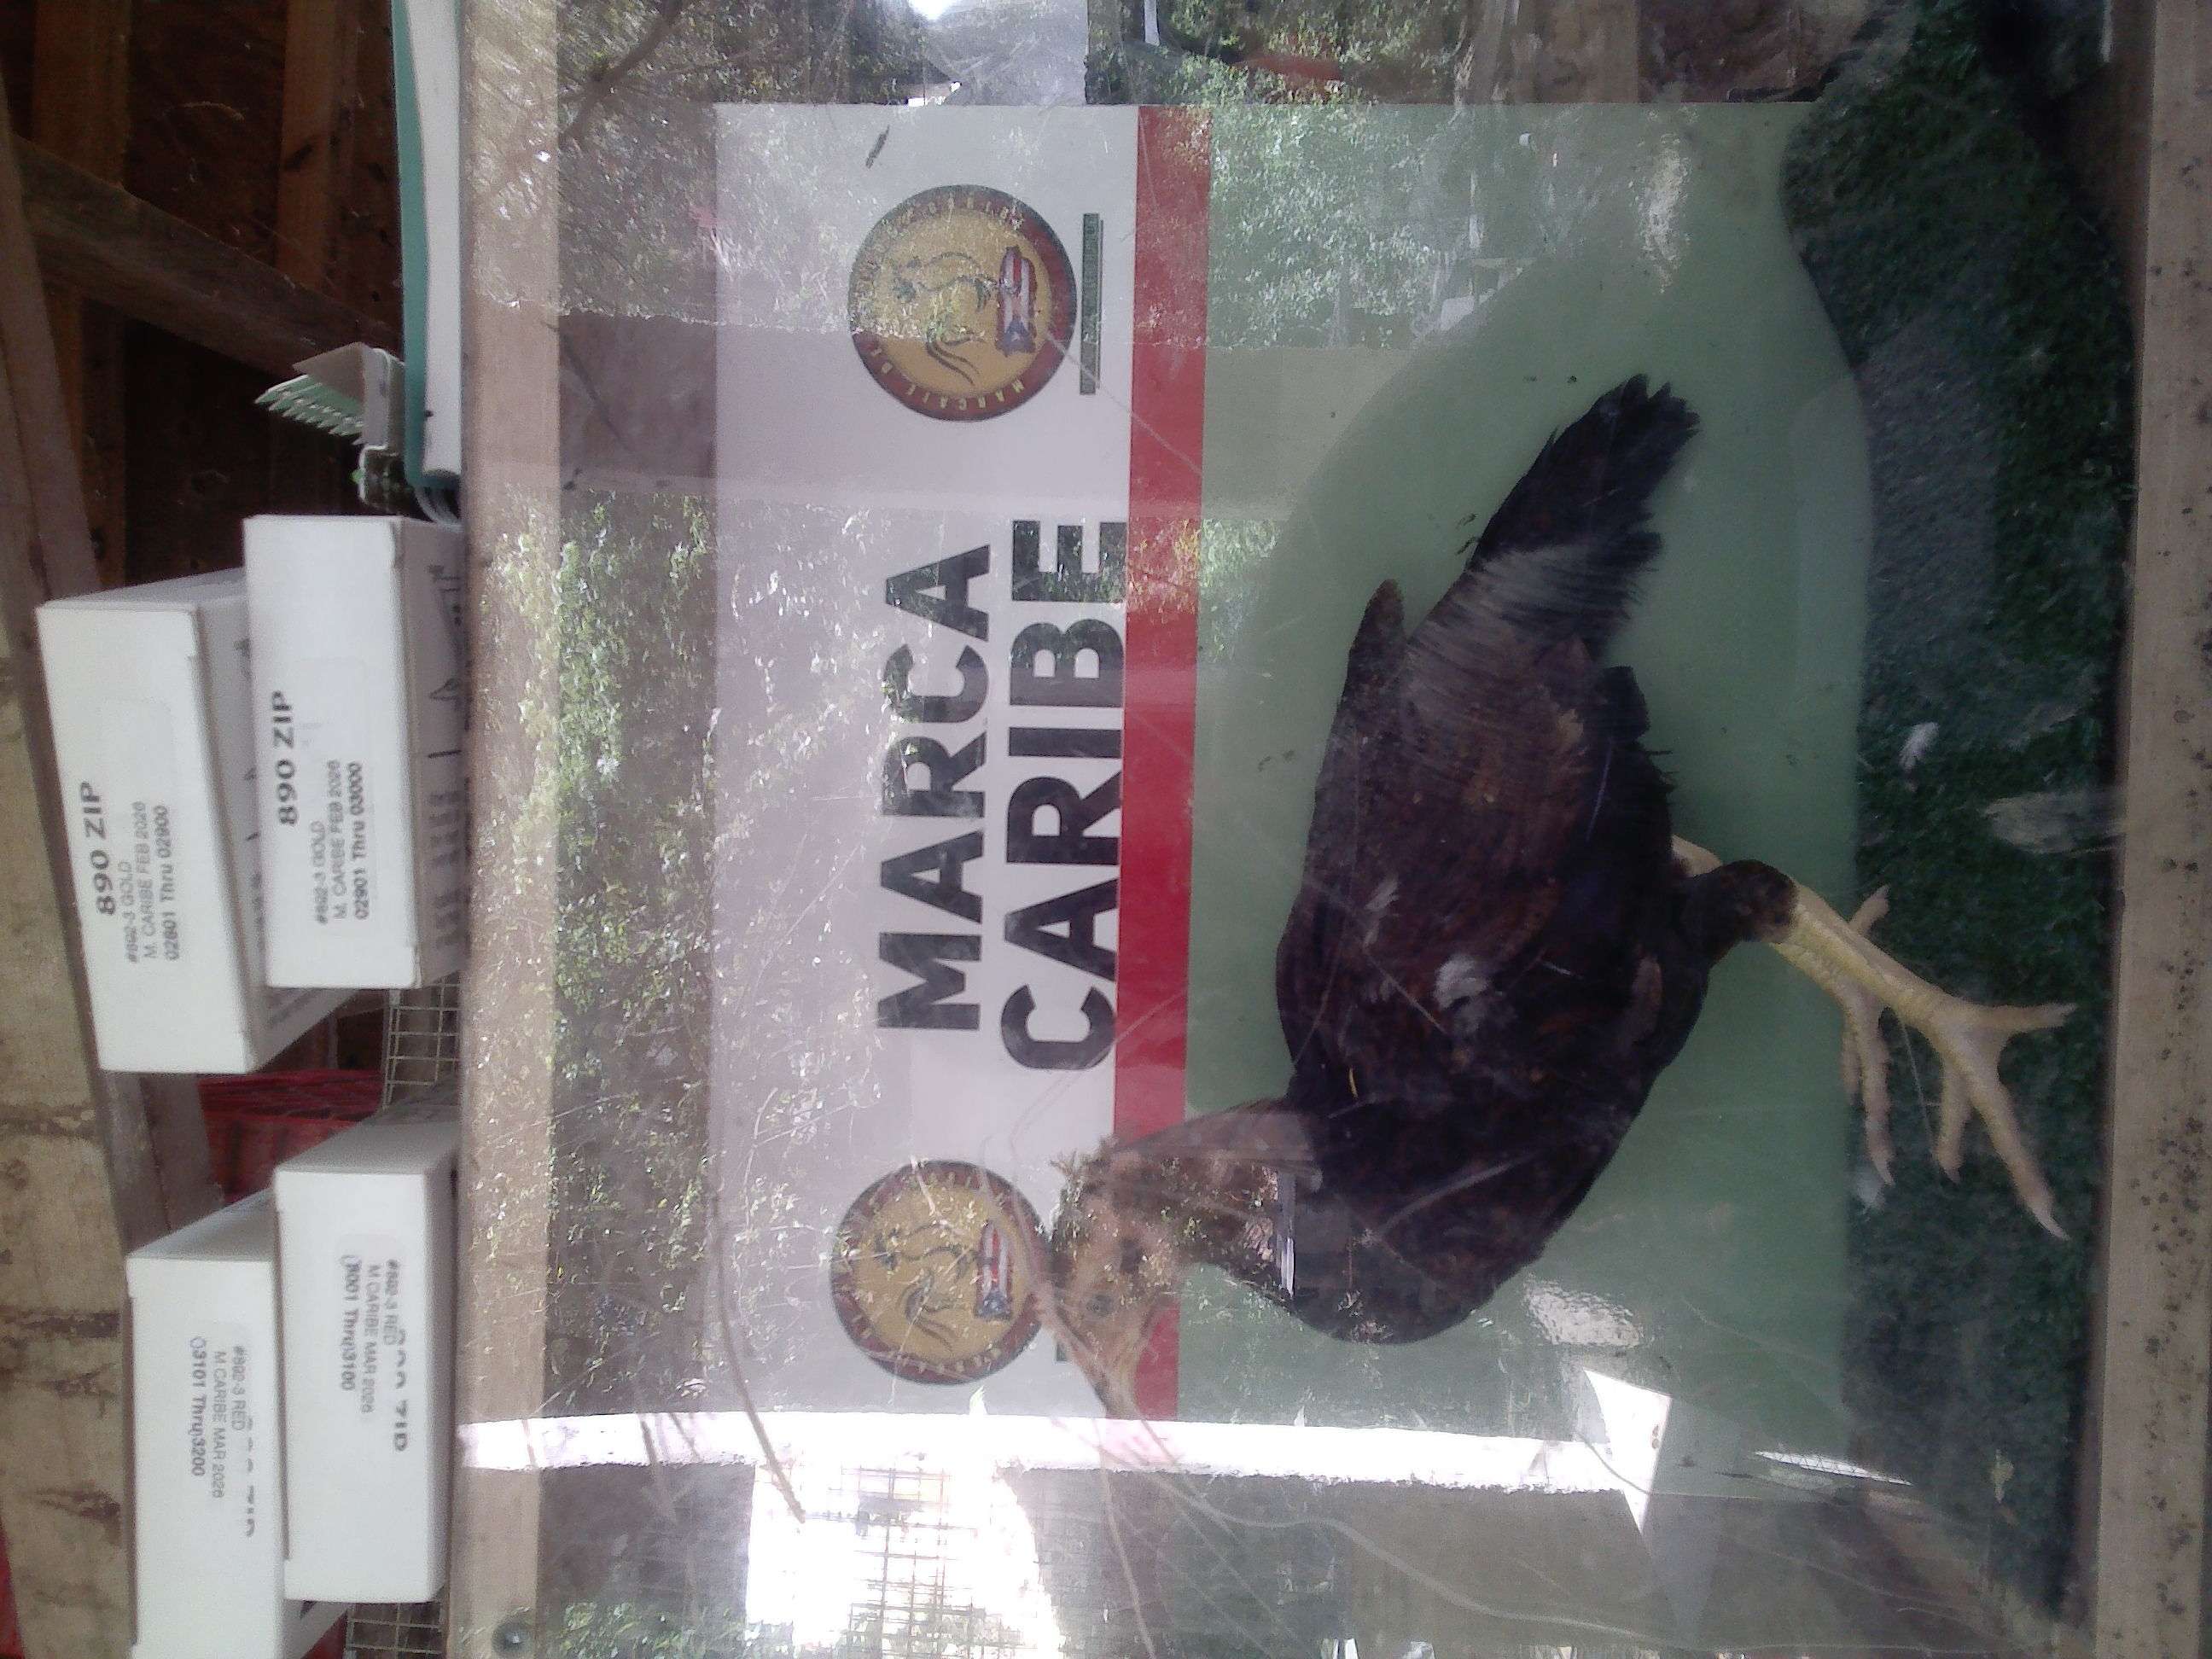 890 ZIP
#892-3 GOLD
M. CARIBE FEB 2026
02801 Thru 02900
890 ZIP
#892-3 GOLD
M. CARIBE FEB 2026
02901 Thru 03000
#892-3 RED
M CARIBE MAR 2026
03001 Thru 3100
#892-3 RED
M CARIBE MAR 2026
03101 Thru 3200
MARCA
CARIBE